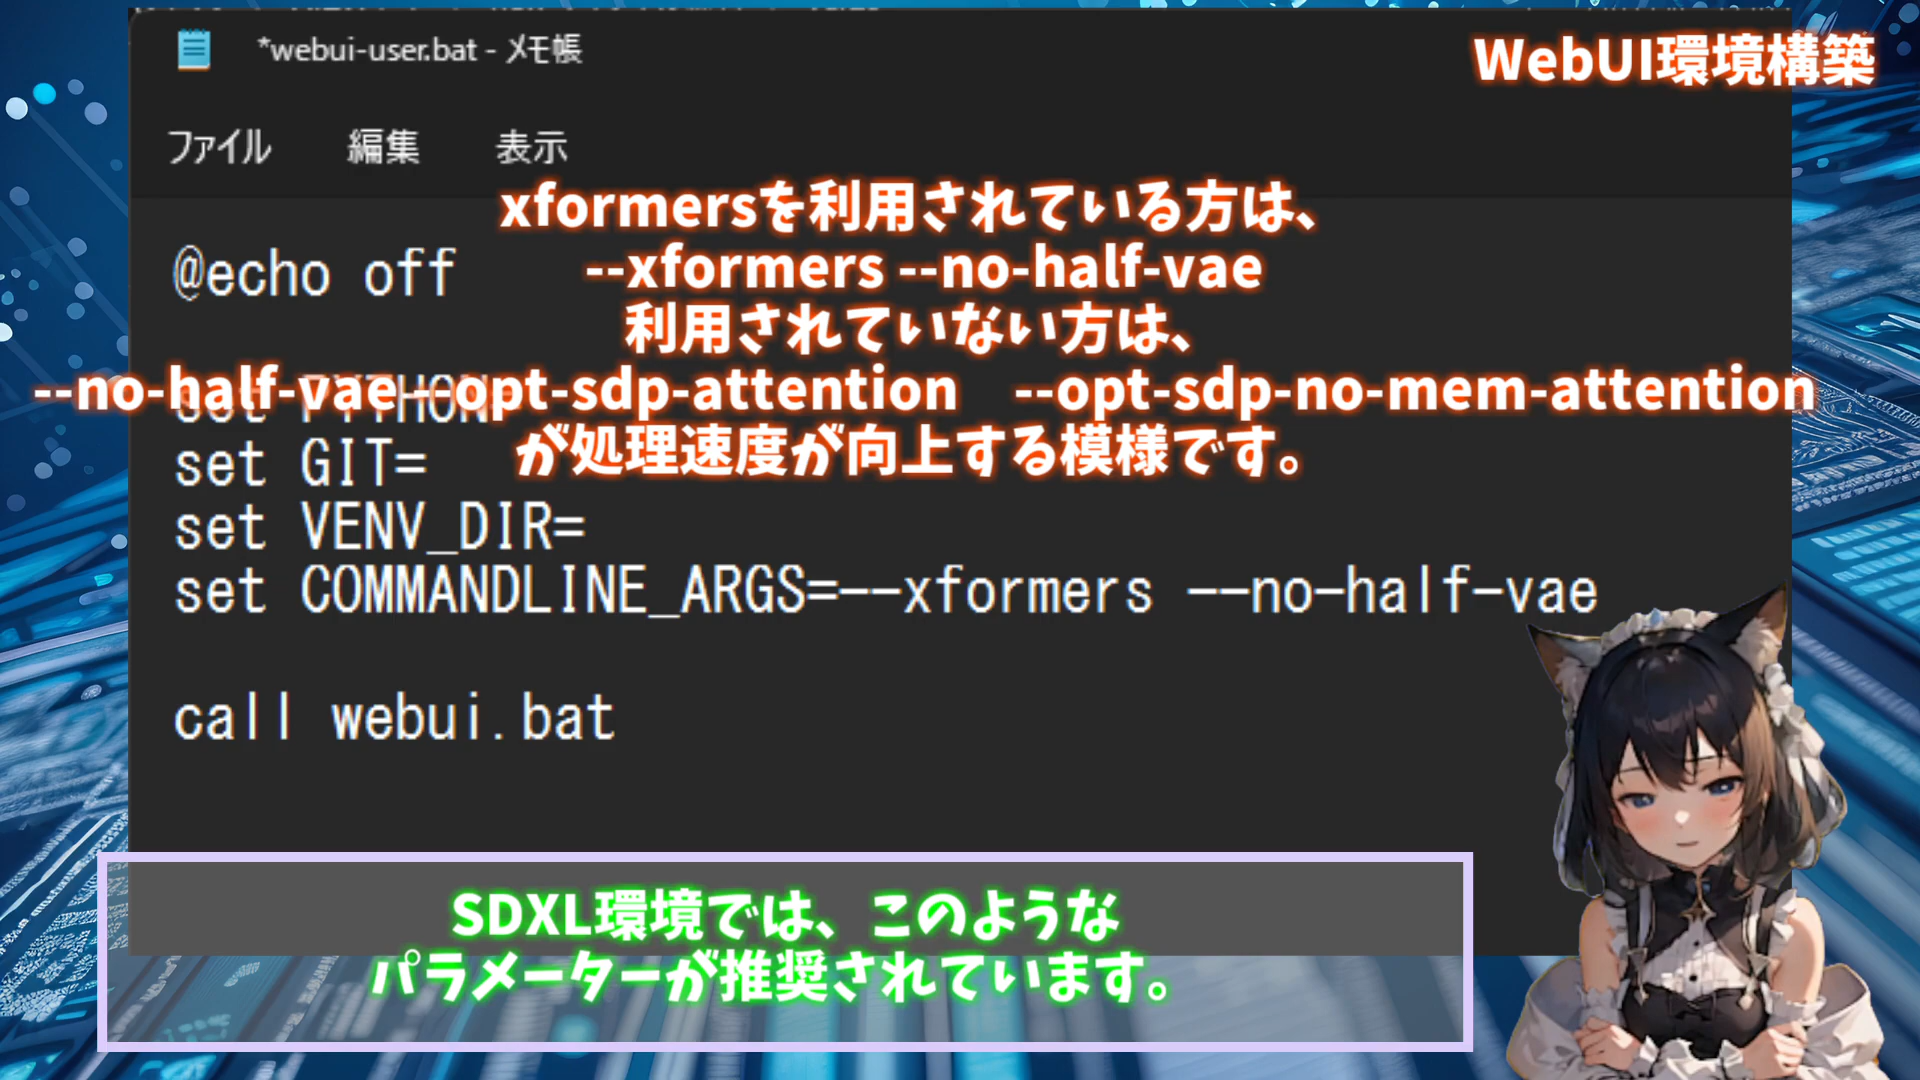 *webui-user.bat - メモ帳
WebUI環境構築
ファイル 編集 表示
xformersを利用されている方は、
--xformers --no-half-vae
利用されていない方は、
--no-half-vae --opt-sdp-attention　--opt-sdp-no-mem-attention
が処理速度が向上する模様です。
@echo off
set PYTHON=
set GIT=
set VENV_DIR=
set COMMANDLINE_ARGS=--xformers --no-half-vae
call webui.bat
SDXL環境では、このような
パラメーターが推奨されています。